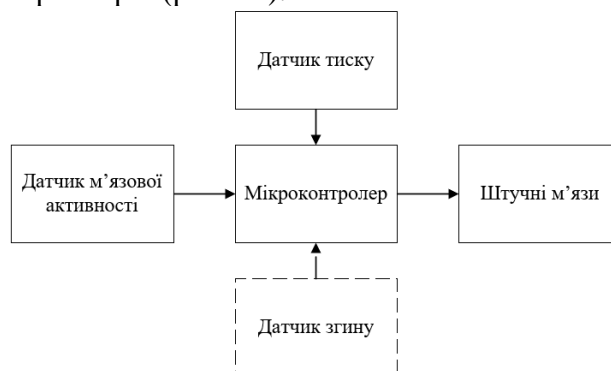 Датчик тиску
Датчик м’язової
активності
Мікроконтролер
Штучні м’язи
Датчик згину